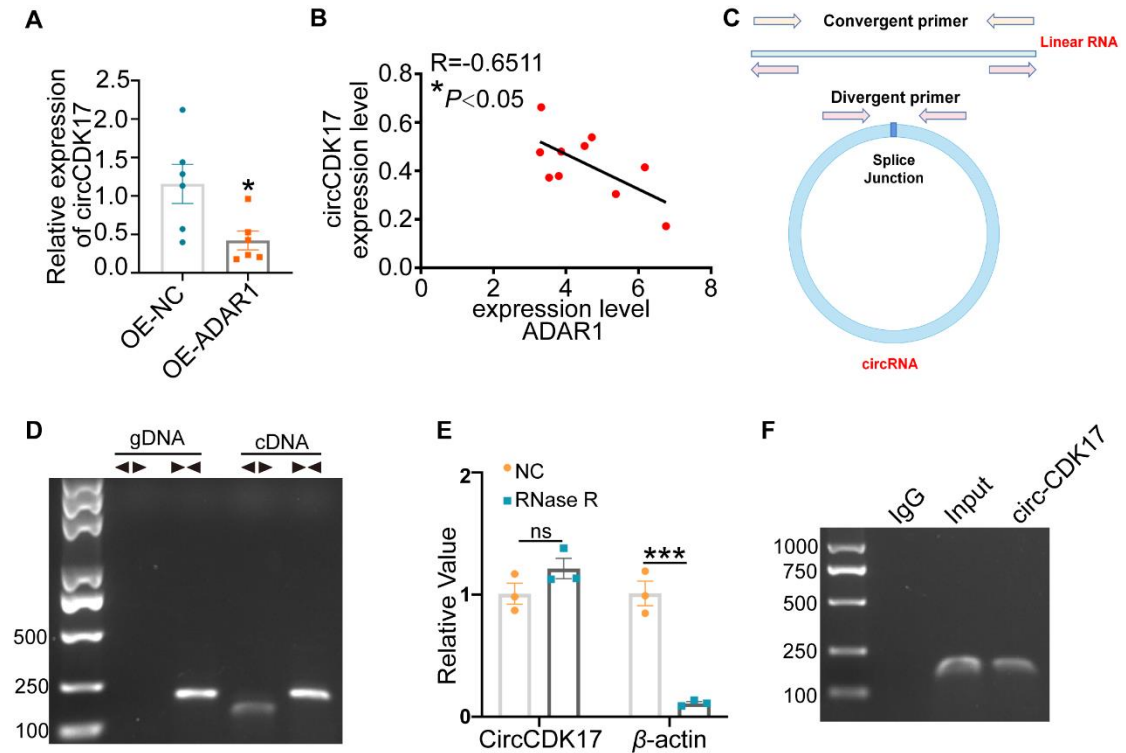 A
Relative expression
of circCDK17
2.5
2.0
1.5
1.0
0.5
0.0
*
OE-NC
OE-ADAR1
B
R=-0.6511
*P<0.05
circCDK17
expression level
0.8
0.6
0.4
0.2
0.0
0
2
4
6
8
expression level
ADAR1
C
Convergent primer
Linear RNA
Divergent primer
Splice
Junction
circRNA
D
gDNA
cDNA
500
250
100
E
NC
RNase R
ns
***
Relative Value
2
1
0
CircCDK17
β-actin
F
IgG
Input
circ-CDK17
1000
750
500
250
100